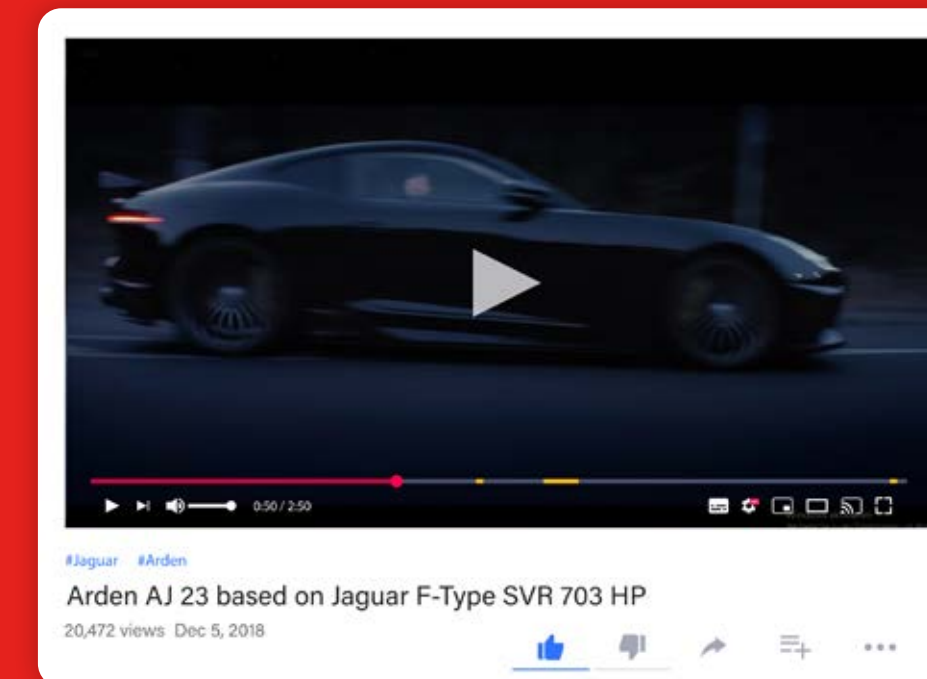 0:50 / 2:50
#Jaguar #Arden
Arden AJ 23 based on Jaguar F-Type SVR 703 HP
20,472 views Dec 5, 2018